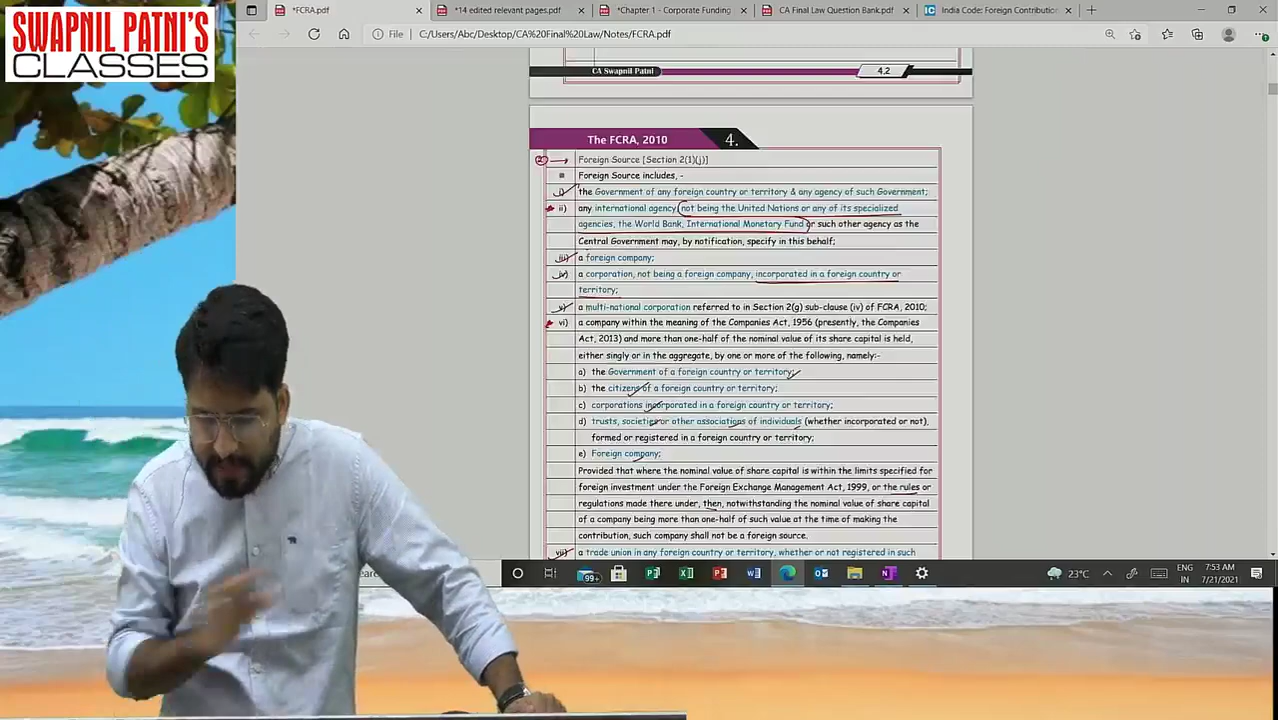 SWAPNIL PATNI'S
CLASSES
*FCRA.pdf
*14 edited relevant pages.pdf
*Chapter 1 - Corporate Funding
CA Final Law Question Bank.pdf
India Code: Foreign Contribution
File
C:/Users/Abc/Desktop/CA%20Final%20Law/Notes/FCRA.pdf
CA Swapnil Patni
4.2
The FCRA, 2010
4.
2
Foreign Source [Section 2(1)(j)]
Foreign Source includes, -
i) the Government of any foreign country or territory & any agency of such Government;
ii) any international agency (not being the United Nations or any of its specialized
agencies, the World Bank, International Monetary Fund or such other agency as the
Central Government may, by notification, specify in this behalf;
iii) a foreign company;
iv) a corporation, not being a foreign company, incorporated in a foreign country or
territory;
v) a multi-national corporation referred to in Section 2(g) sub-clause (iv) of FCRA, 2010;
vi) a company within the meaning of the Companies Act, 1956 (presently, the Companies
Act, 2013) and more than one-half of the nominal value of its share capital is held,
either singly or in the aggregate, by one or more of the following, namely:-
a) the Government of a foreign country or territory;
b) the citizens of a foreign country or territory;
c) corporations incorporated in a foreign country or territory;
d) trusts, societies or other associations of individuals (whether incorporated or not),
formed or registered in a foreign country or territory;
e) Foreign company;
Provided that where the nominal value of share capital is within the limits specified for
foreign investment under the Foreign Exchange Management Act, 1999, or the rules or
regulations made there under, then, notwithstanding the nominal value of share capital
of a company being more than one-half of such value at the time of making the
contribution, such company shall not be a foreign source.
vii) a trade union in any foreign country or territory, whether or not registered in such
99+
23°C
ENG
IN
7:53 AM
7/21/2021